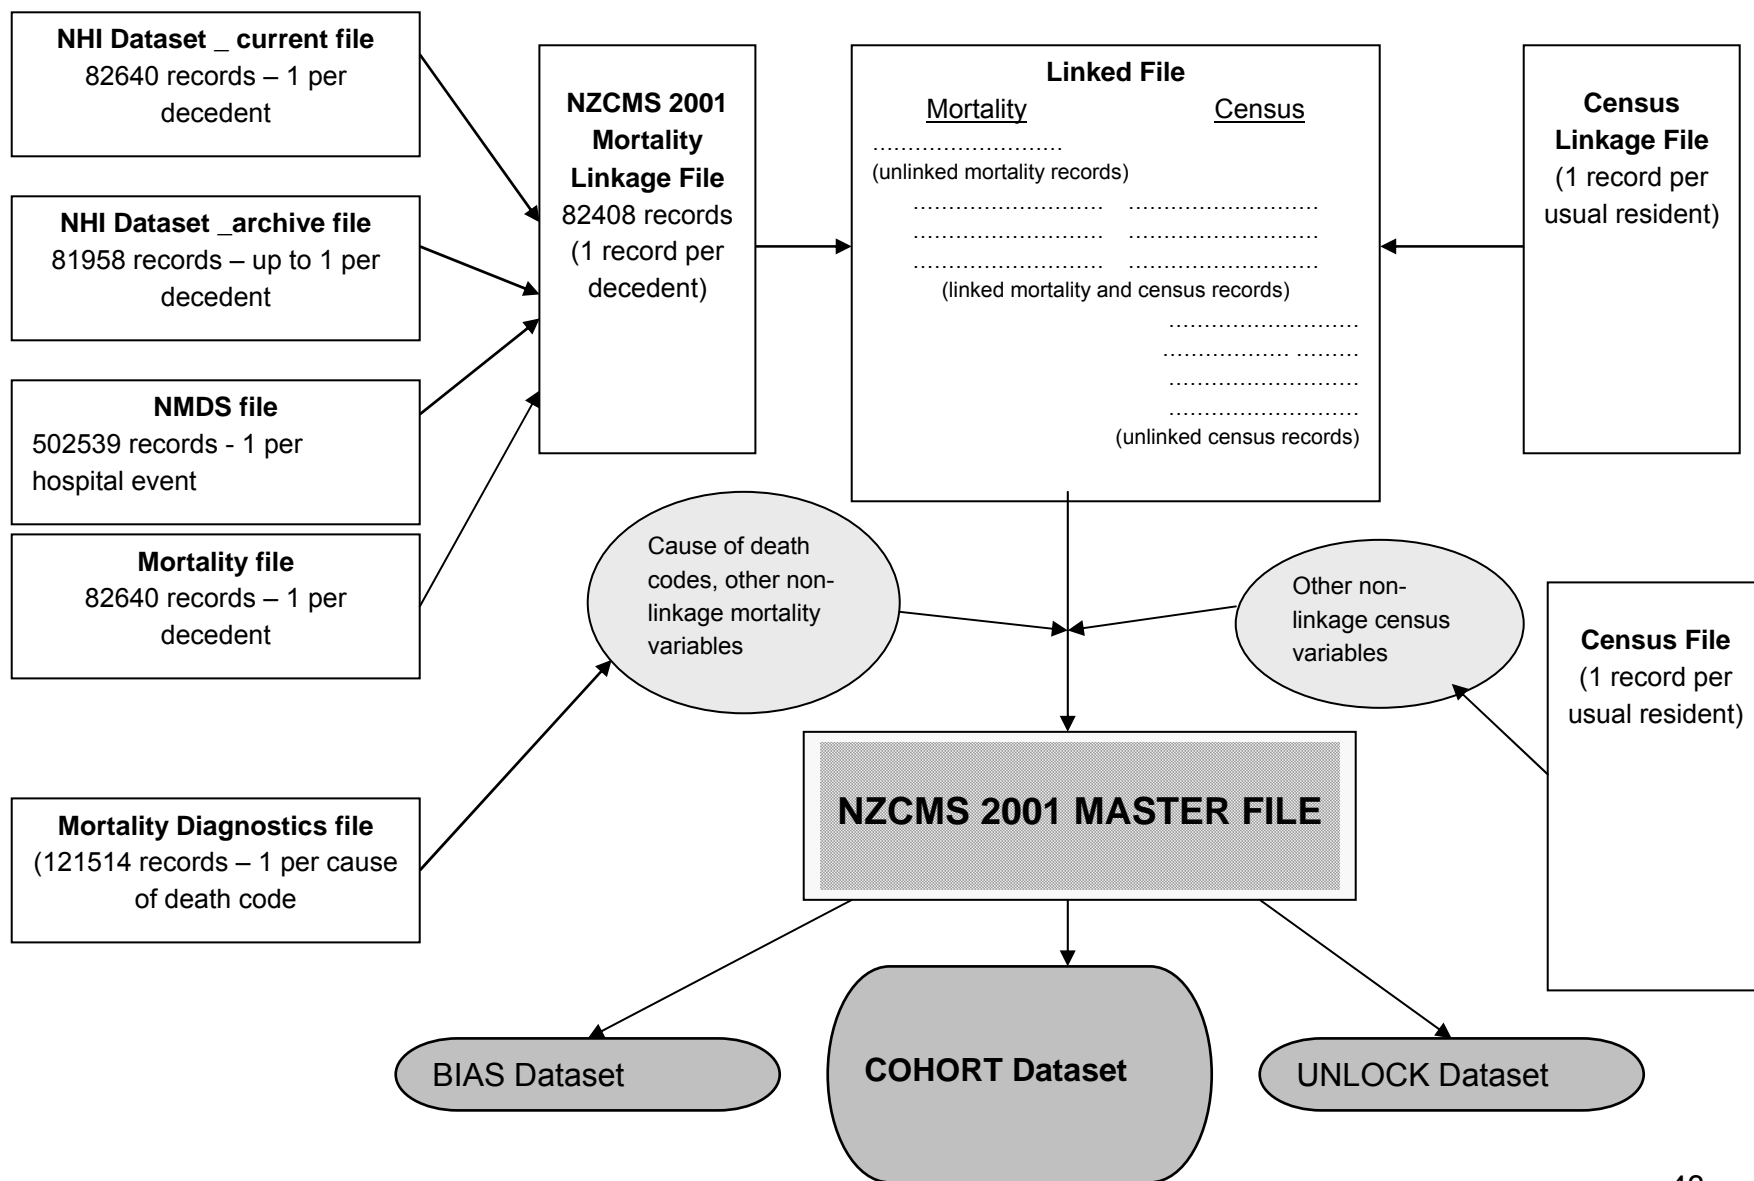 NHI Dataset _ current file
82640 records – 1 per
decedent
NHI Dataset _archive file
81958 records – up to 1 per
decedent
NMDS file
502539 records - 1 per
hospital event
Mortality file
82640 records – 1 per
decedent
Mortality Diagnostics file
(121514 records – 1 per cause
of death code
NZCMS 2001
Mortality
Linkage File
82408 records
(1 record per
decedent)
Linked File
Mortality Census
...........................
(unlinked mortality records)
........................... ...........................
........................... ...........................
........................... ...........................
(linked mortality and census records)
...........................
.................. .........
...........................
...........................
(unlinked census records)
Census
Linkage File
(1 record per
usual resident)
Cause of death
codes, other non-
linkage mortality
variables
Other non-
linkage census
variables
Census File
(1 record per
usual resident)
NZCMS 2001 MASTER FILE
BIAS Dataset
COHORT Dataset
UNLOCK Dataset